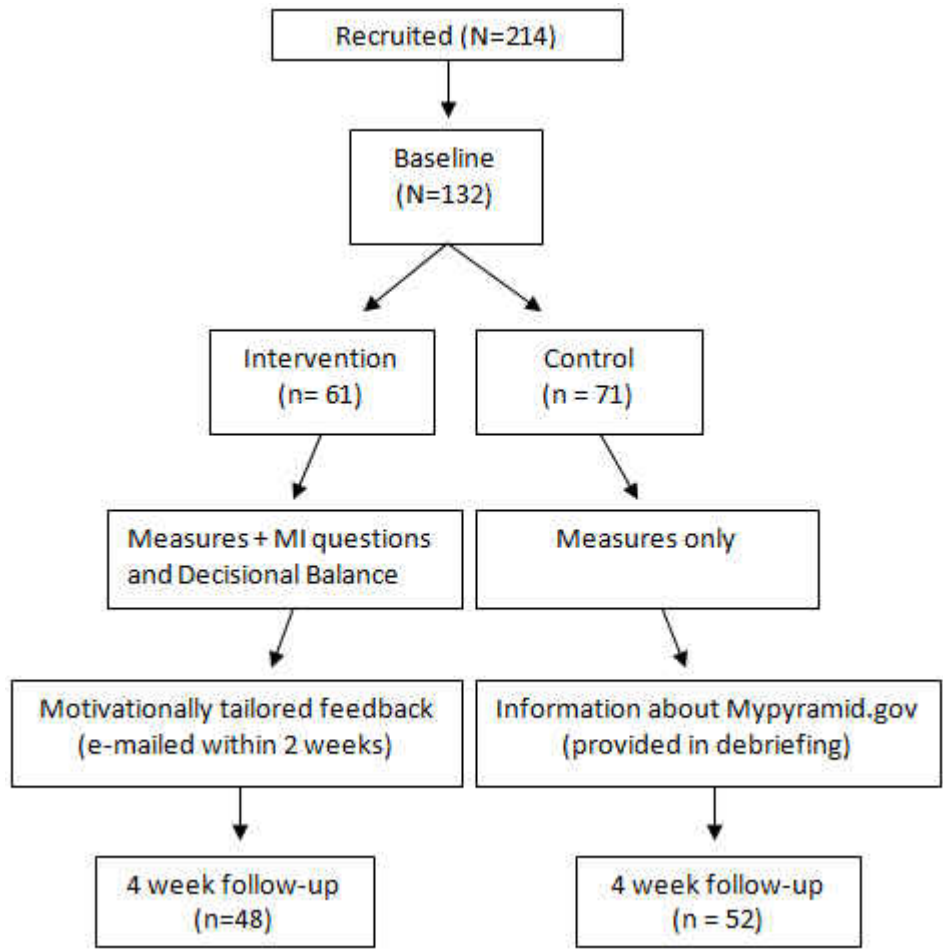 Recruited (N=214)
Baseline
(N=132)
Intervention
(n= 61)
Control
(n = 71)
Measures + MI questions
and Decisional Balance
Measures only
Motivationally tailored feedback
(e-mailed within 2 weeks)
Information about Mypyramid.gov
(provided in debriefing)
4 week follow-up
(n=48)
4 week follow-up
(n = 52)